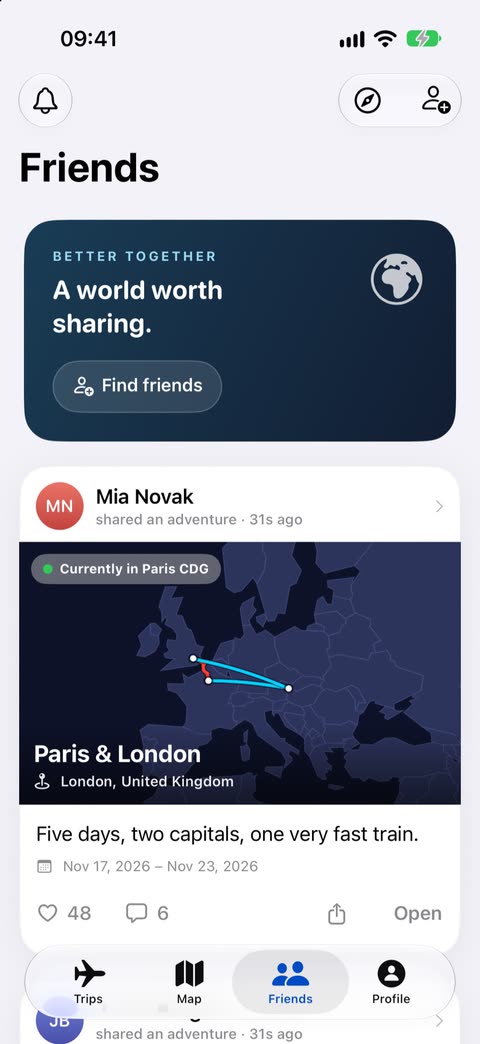 09:41
Friends
BETTER TOGETHER
A world worth
sharing.
Find friends
MN
Mia Novak
shared an adventure · 31s ago
Currently in Paris CDG
Paris & London
London, United Kingdom
Five days, two capitals, one very fast train.
Nov 17, 2026 – Nov 23, 2026
48
6
Open
Trips
Map
Friends
Profile
JB
shared an adventure · 31s ago